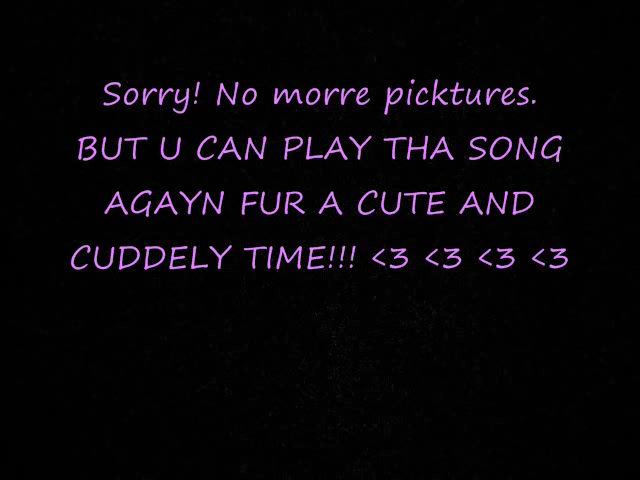 Sorry! No morre picktures.
BUT U CAN PLAY THA SONG
AGAYN FUR A CUTE AND
CUDDELY TIME!!! <3 <3 <3 <3